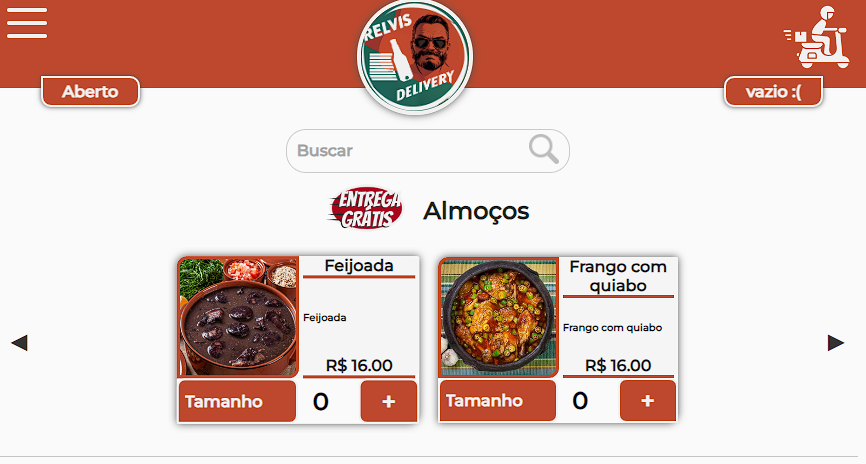 RELVIS
DELIVERY
Aberto
vazio :(
Buscar
ENTREGA
GRÁTIS
Almoços
Feijoada
Feijoada
R$ 16.00
Tamanho
0
+
Frango com
quiabo
Frango com quiabo
R$ 16.00
Tamanho
0
+